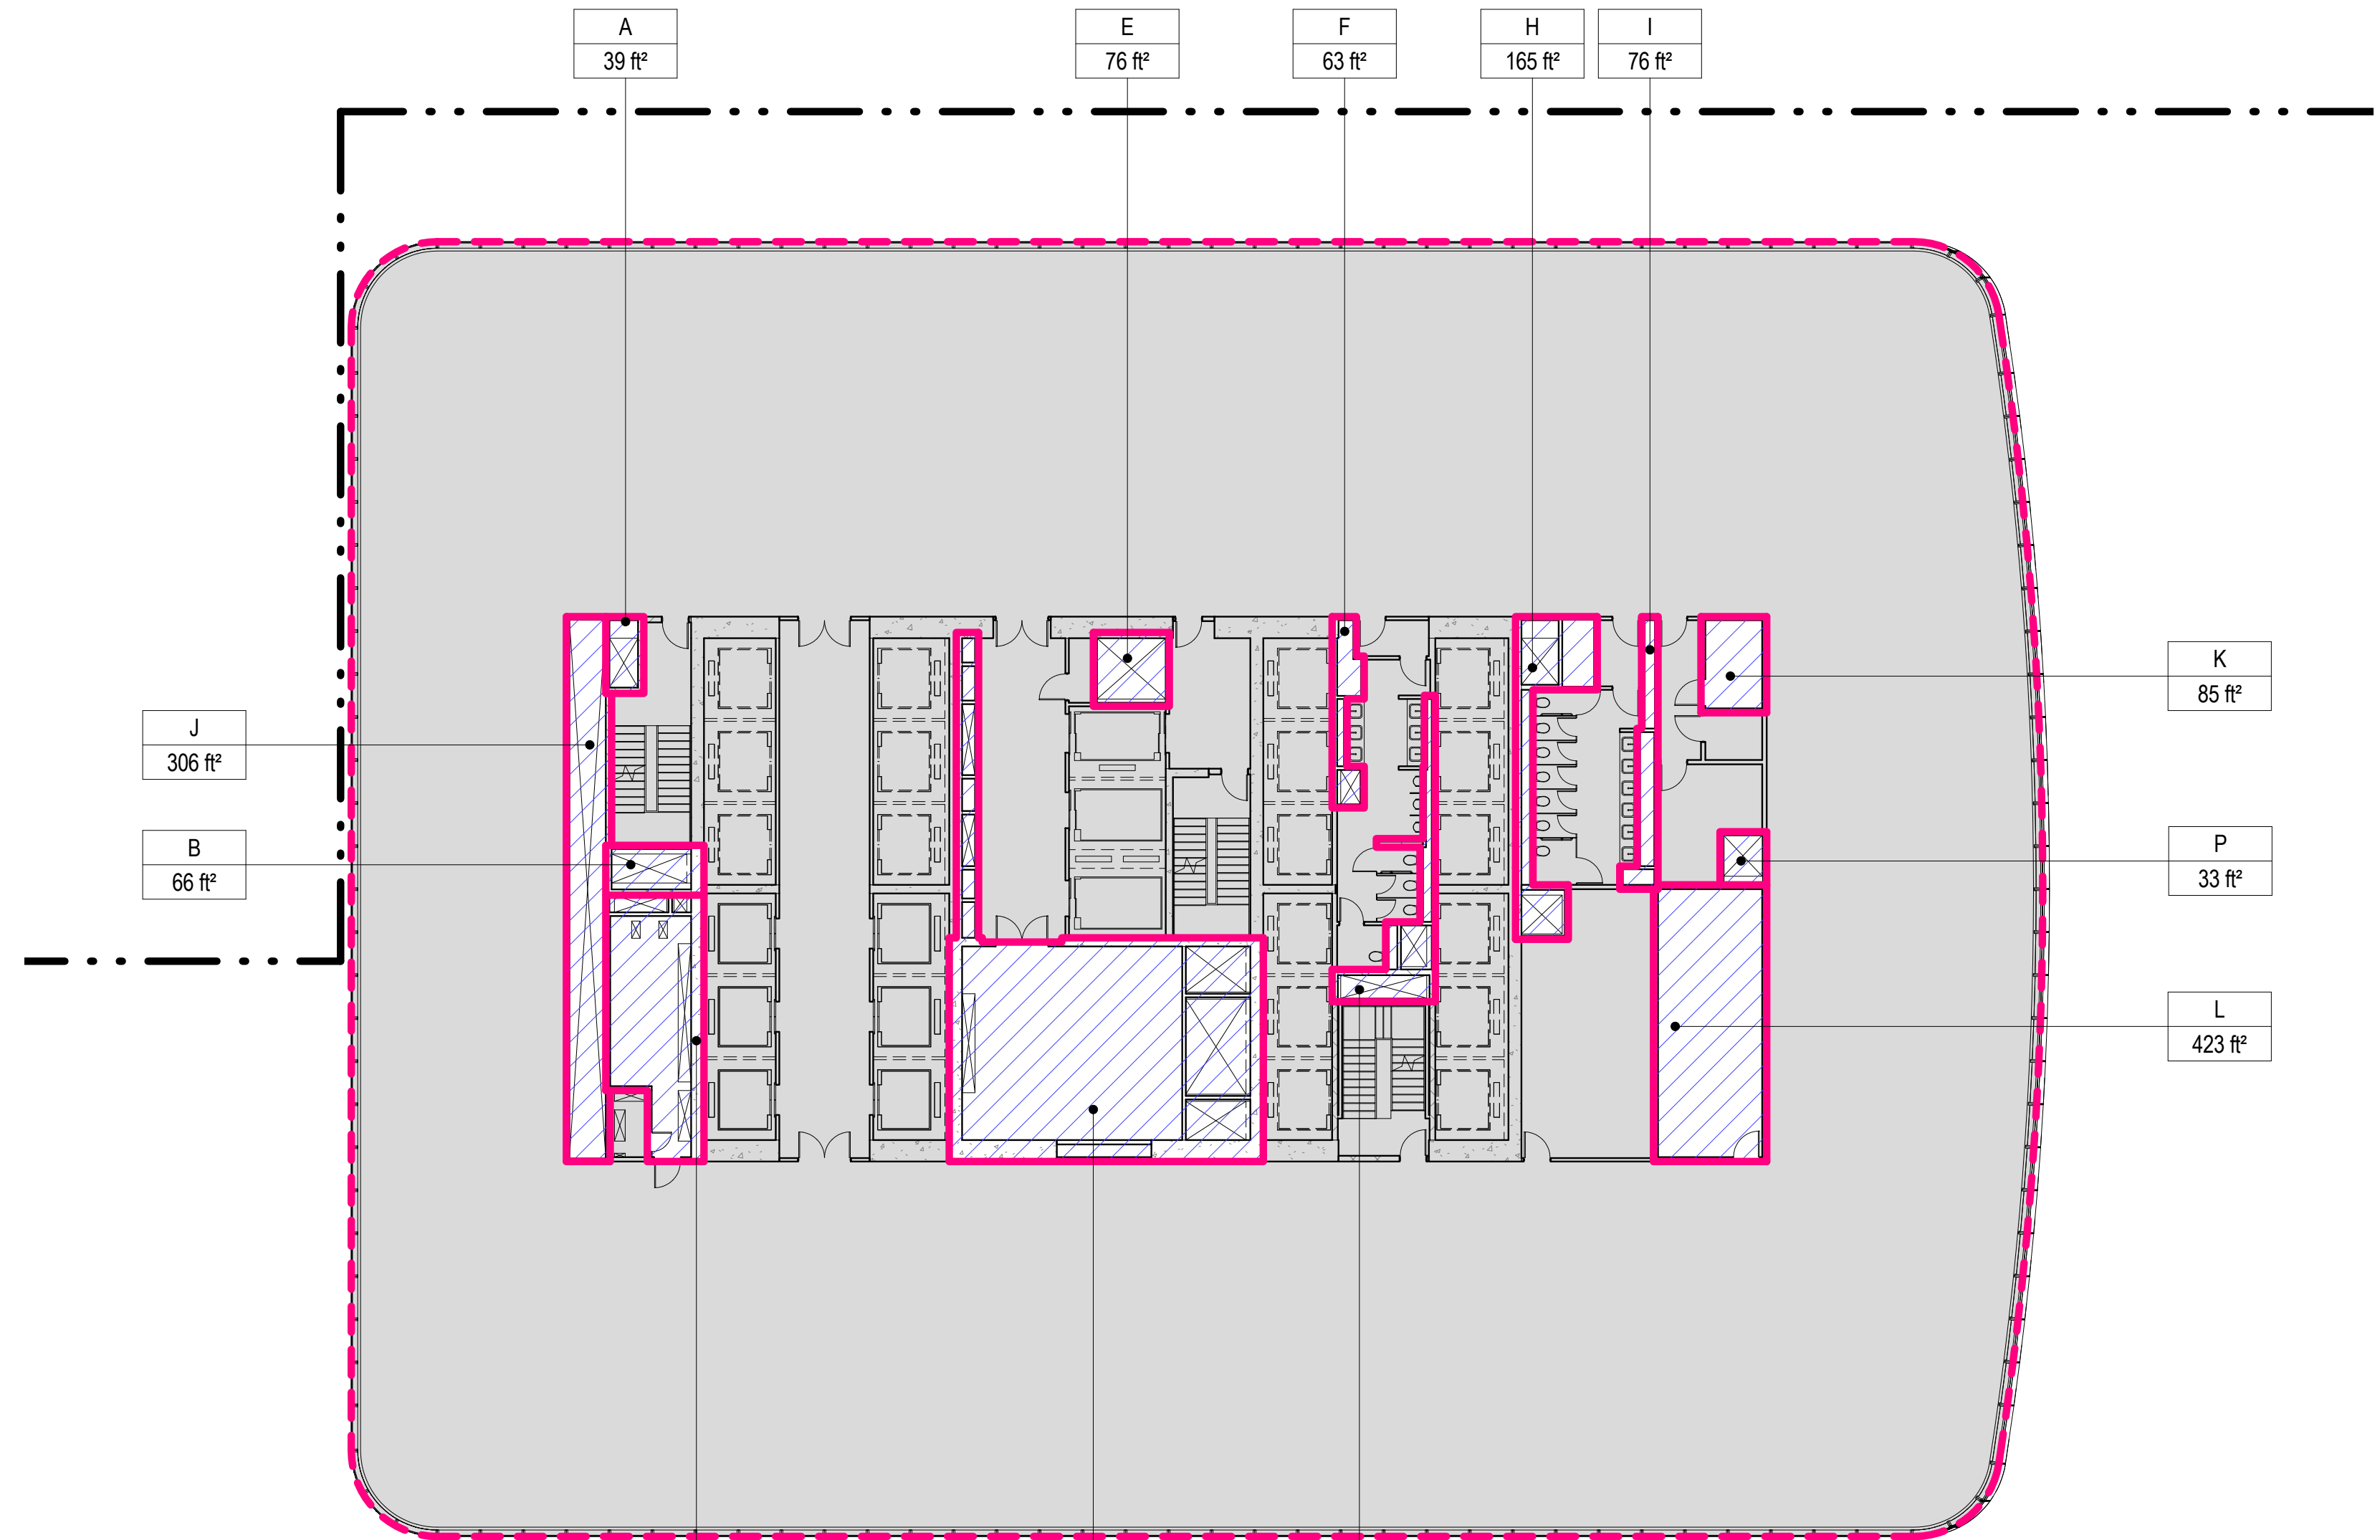 A
39 ft²
E
76 ft²
F
63 ft²
H
165 ft²
I
76 ft²
K
85 ft²
J
306 ft²
B
66 ft²
P
33 ft²
L
423 ft²